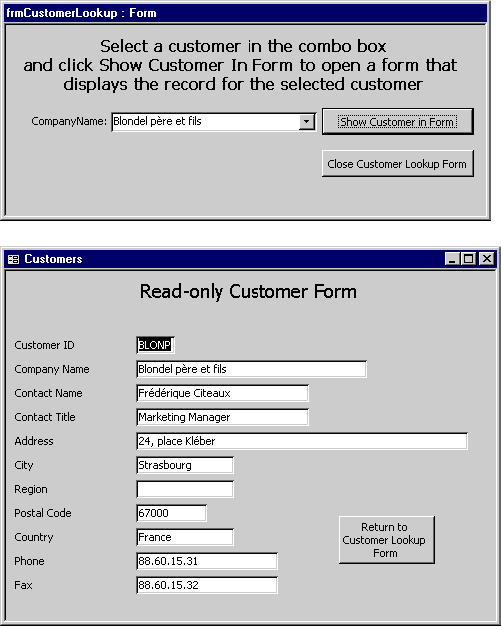 frmCustomerLookup : Form
Select a customer in the combo box
and click Show Customer In Form to open a form that
displays the record for the selected customer
CompanyName: Blondel père et fils Show Customer in Form
Close Customer Lookup Form
Customers
Read-only Customer Form
Customer ID BLONP
Company Name Blondel père et fils
Contact Name Frédérique Citeaux
Contact Title Marketing Manager
Address 24, place Kléber
City Strasbourg
Region
Postal Code 67000
Country France
Phone 88.60.15.31
Fax 88.60.15.32
Return to
Customer Lookup
Form